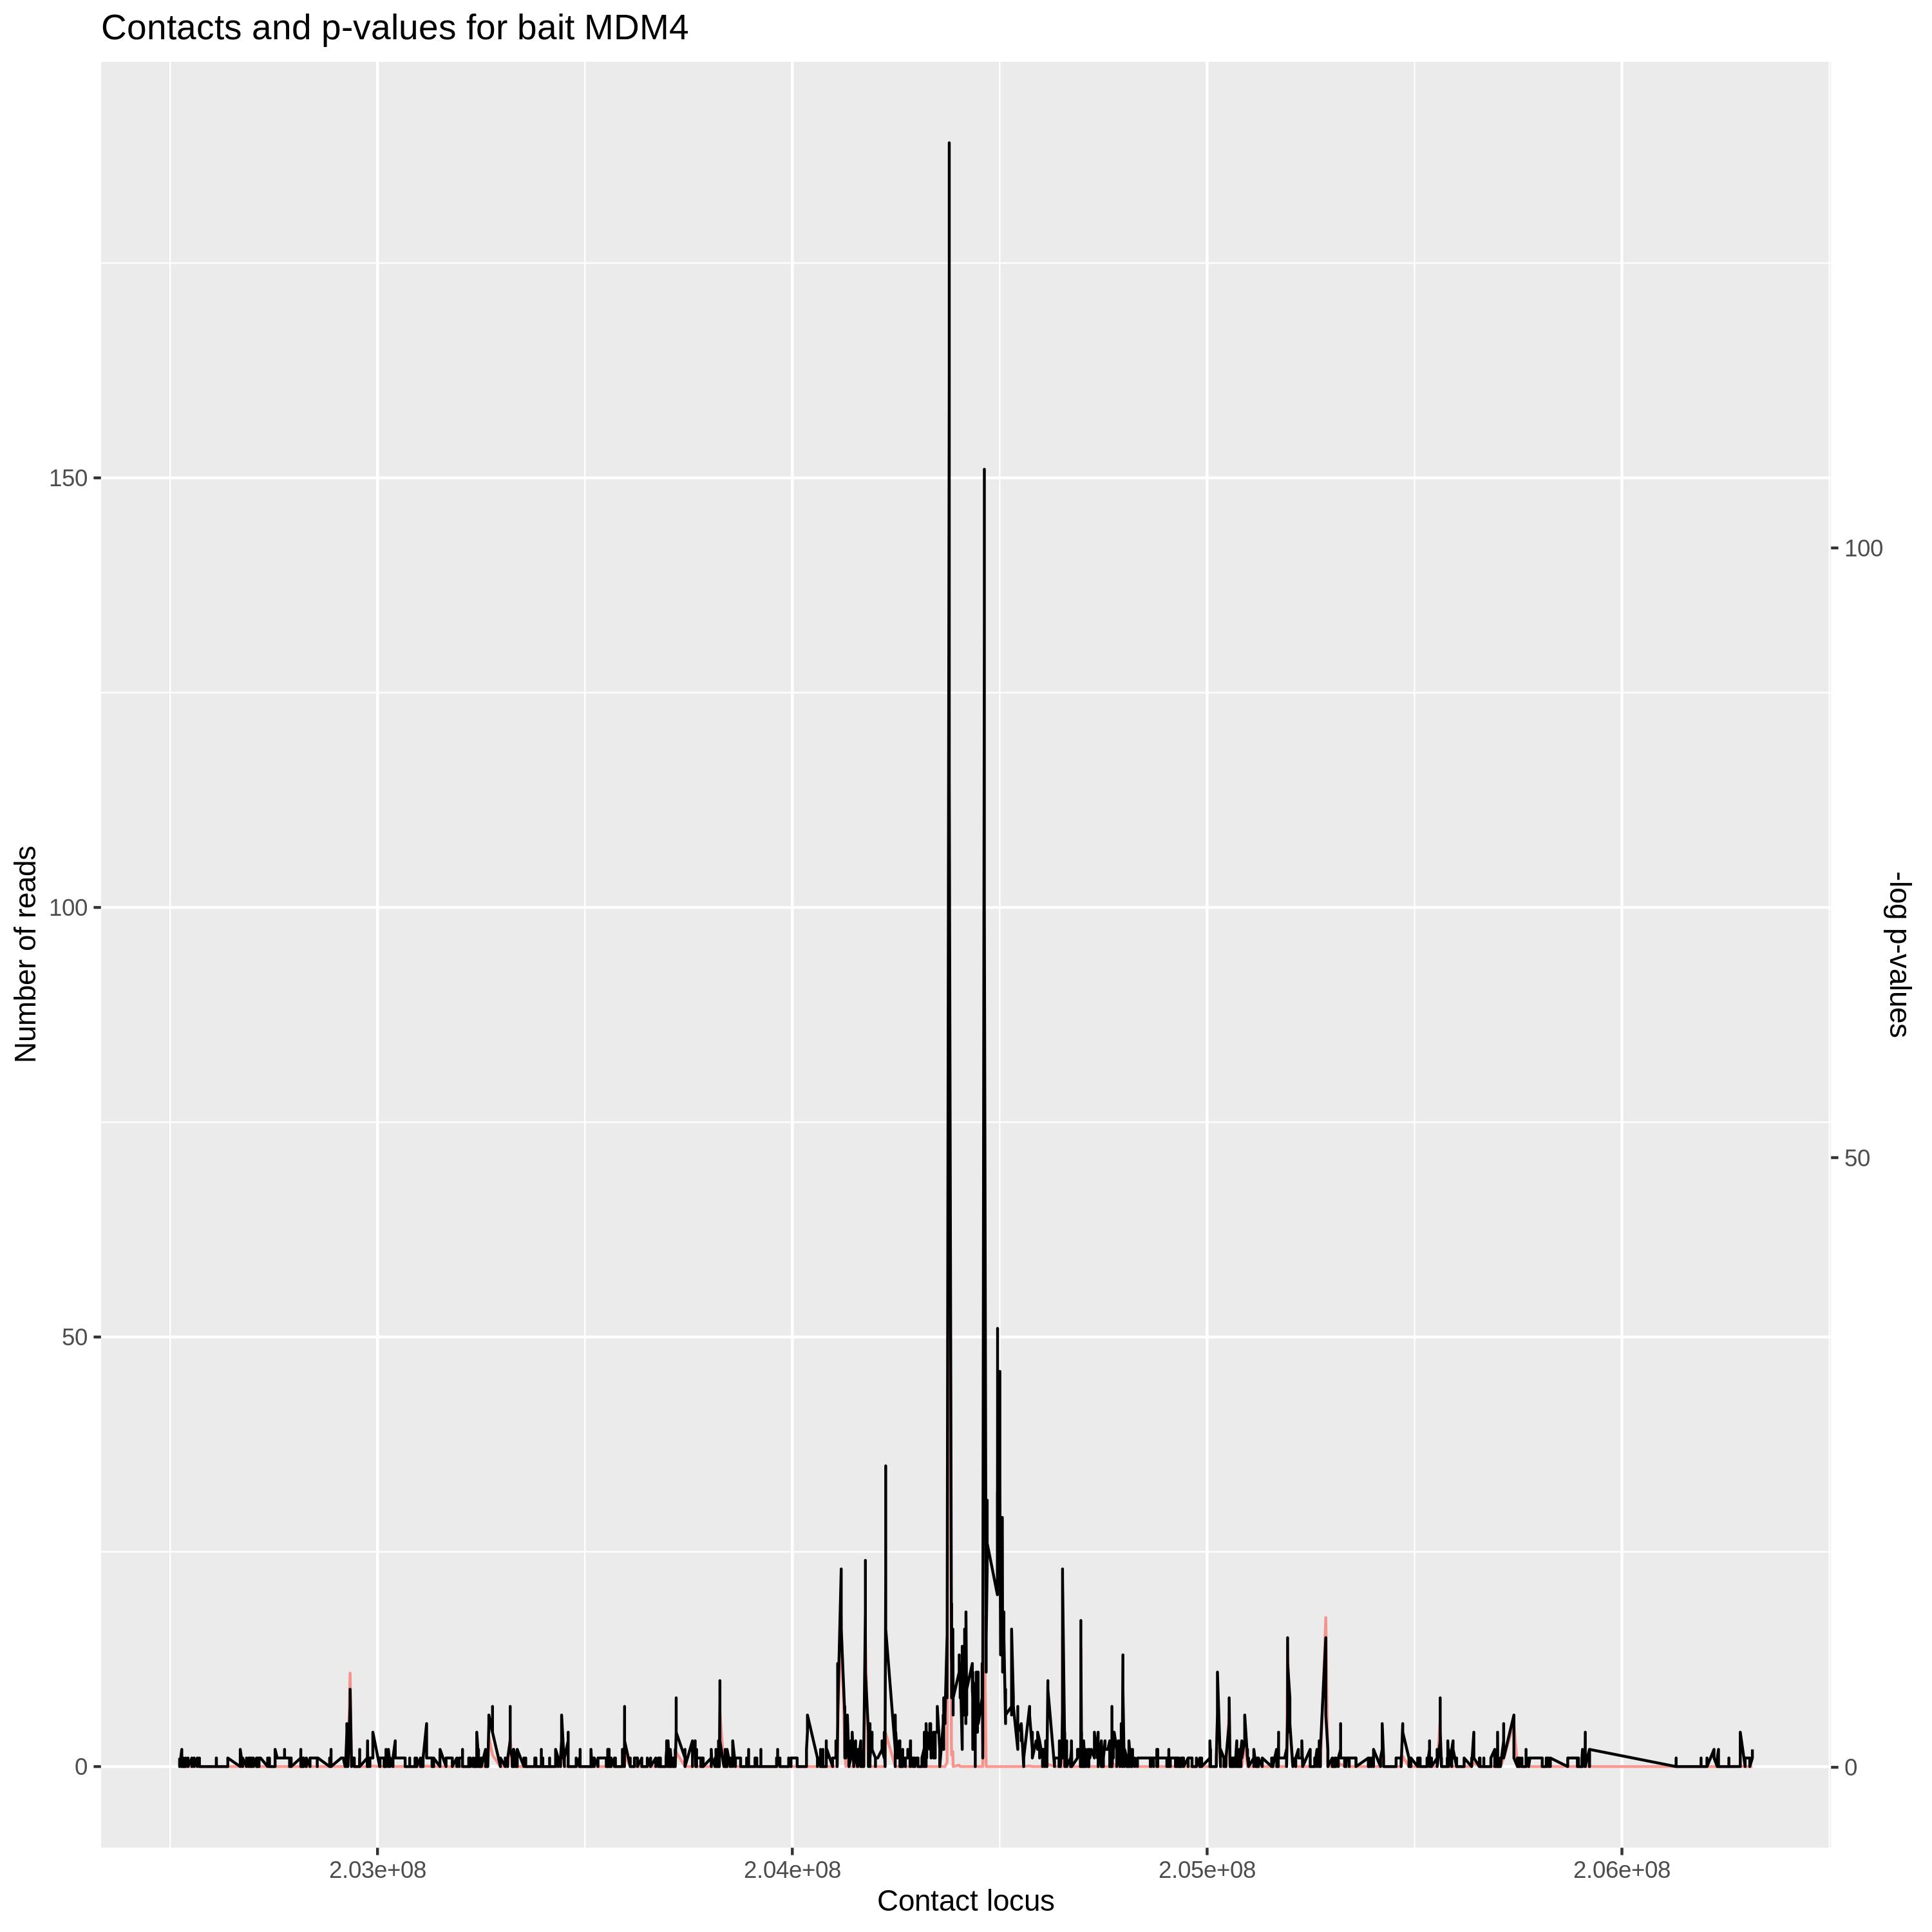 Contacts and p-values for bait MDM4
150
100
50
0
Number of reads
100
50
0
-log p-values
2.03e+08 2.04e+08 2.05e+08 2.06e+08
Contact locus